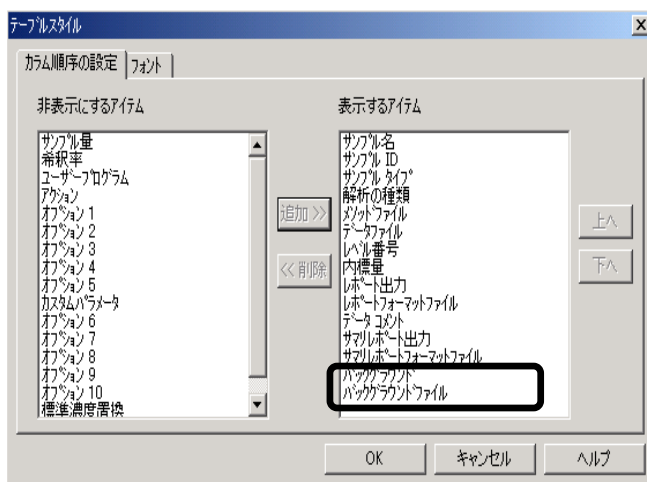 テーブルスタイル
カラム順序の設定
フォント
非表示にするアイテム
サンプル量
希釈率
ユーザープログラム
アクション
オプション 1
オプション 2
オプション 3
オプション 4
オプション 5
カスタムパラメータ
オプション 6
オプション 7
オプション 8
オプション 9
オプション 10
標準濃度置換
追加 >>
<< 削除
表示するアイテム
サンプル名
サンプル ID
サンプル タイプ
解析の種類
メソッドファイル
データファイル
レベル番号
内標量
レポート出力
レポートフォーマットファイル
データ コメント
サマリレポート出力
サマリレポートフォーマットファイル
バックグラウンド
バックグラウンドファイル
上へ
下へ
OK
キャンセル
ヘルプ